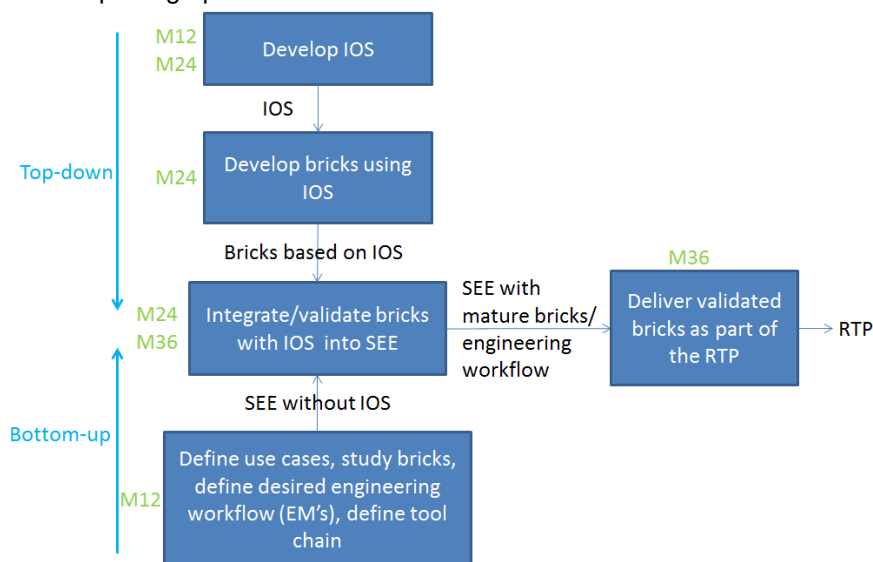 M12
M24
Develop IOS
IOS
Top-down
M24
Develop bricks using
IOS
Bricks based on IOS
M36
M24
M36
Integrate/validate bricks
with IOS into SEE
SEE with
mature bricks/
engineering
workflow
Deliver validated
bricks as part of
the RTP
RTP
SEE without IOS
Bottom-up
M12
Define use cases, study bricks,
define desired engineering
workflow (EM's), define tool
chain